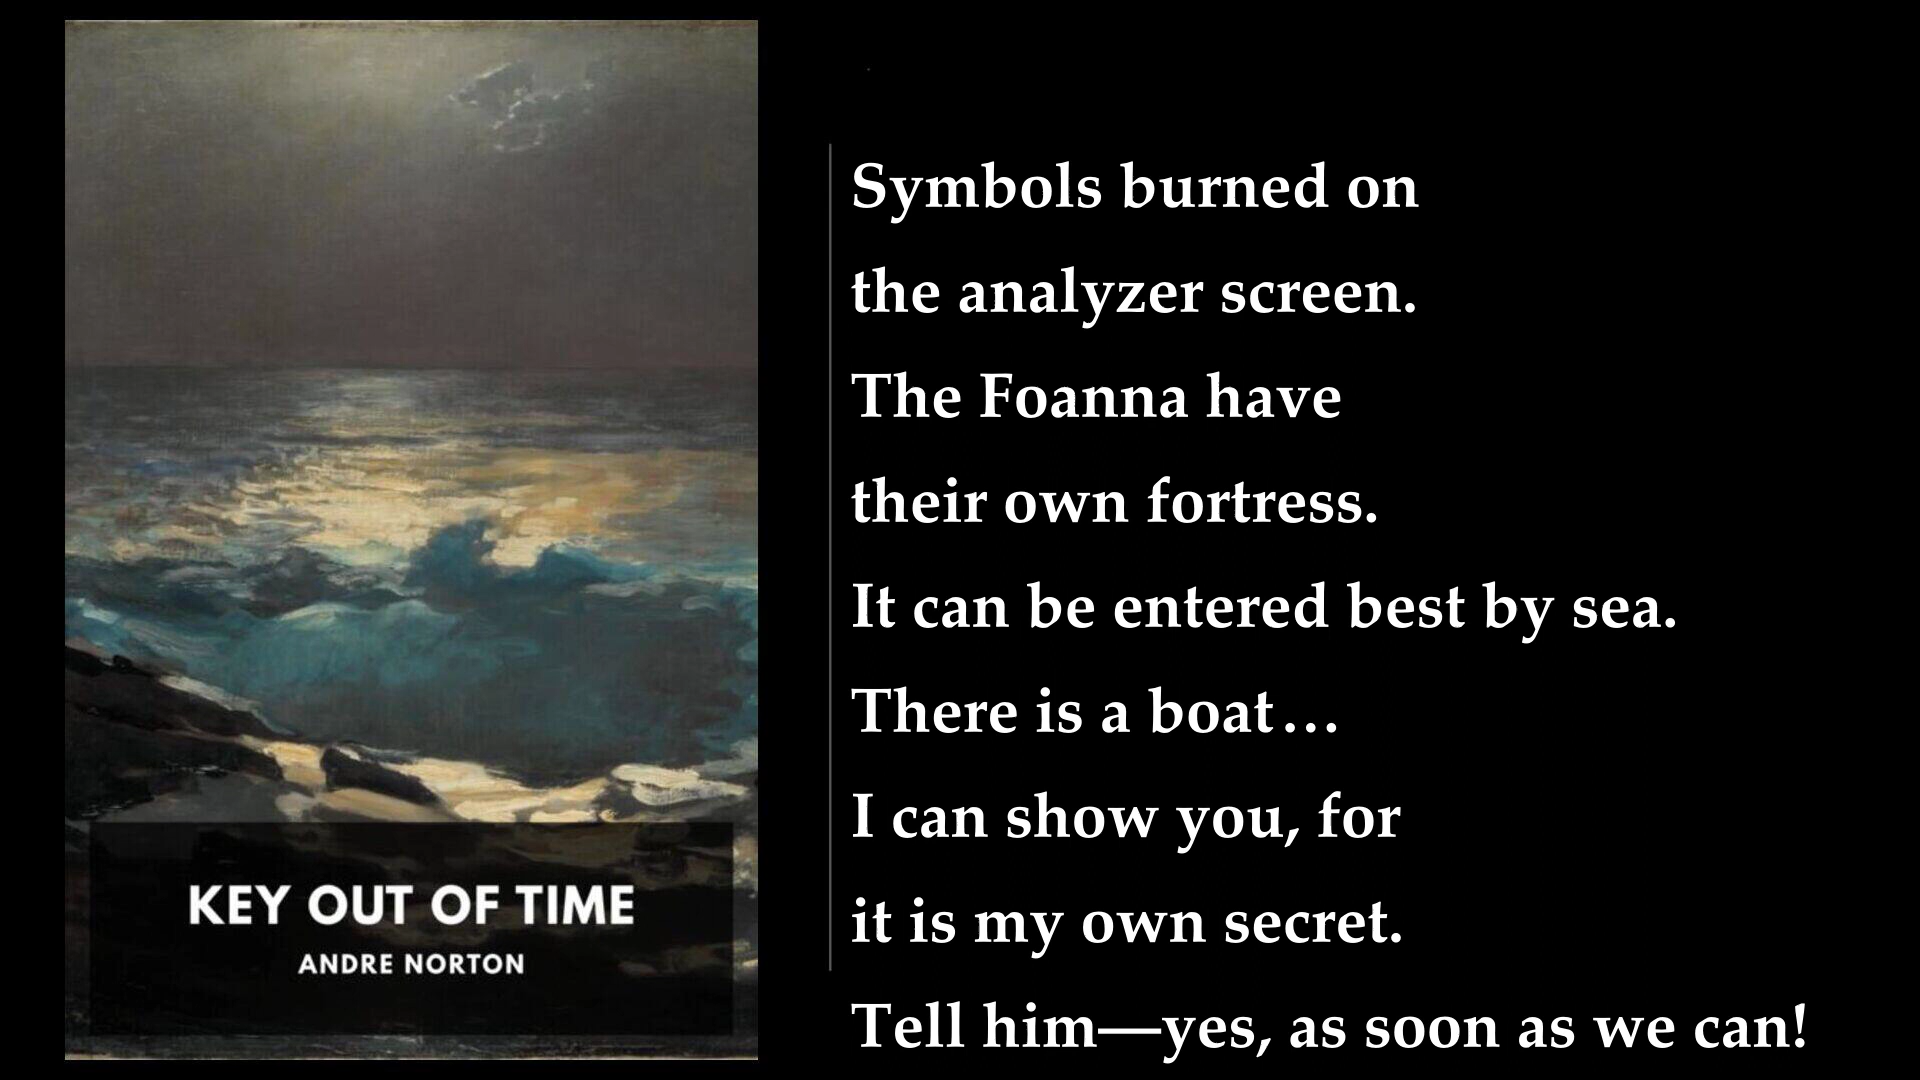 KEY OUT OF TIME
ANDRE NORTON
Symbols burned on
the analyzer screen.
The Foanna have
their own fortress.
It can be entered best by sea.
There is a boat…
I can show you, for
it is my own secret.
Tell him—yes, as soon as we can!